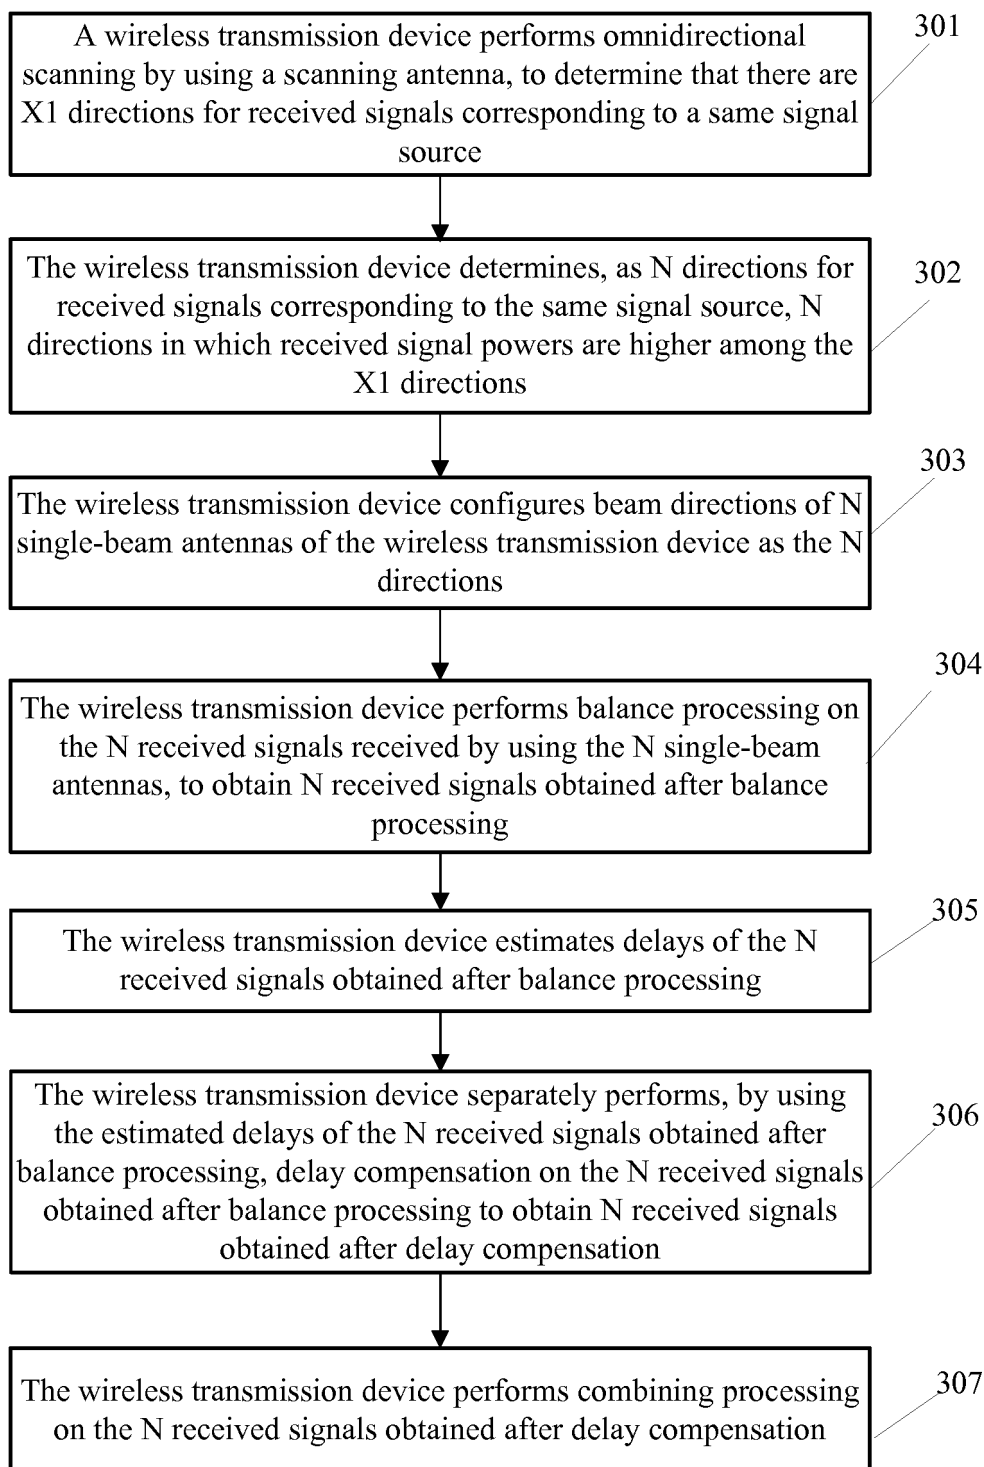 A wireless transmission device performs omnidirectional
scanning by using a scanning antenna, to determine that there are
X1 directions for received signals corresponding to a same signal
source
301
The wireless transmission device determines, as N directions for
received signals corresponding to the same signal source, N
directions in which received signal powers are higher among the
X1 directions
302
The wireless transmission device configures beam directions of N
single-beam antennas of the wireless transmission device as the N
directions
303
The wireless transmission device performs balance processing on
the N received signals received by using the N single-beam
antennas, to obtain N received signals obtained after balance
processing
304
The wireless transmission device estimates delays of the N
received signals obtained after balance processing
305
The wireless transmission device separately performs, by using
the estimated delays of the N received signals obtained after
balance processing, delay compensation on the N received signals
obtained after balance processing to obtain N received signals
obtained after delay compensation
306
The wireless transmission device performs combining processing
on the N received signals obtained after delay compensation
307